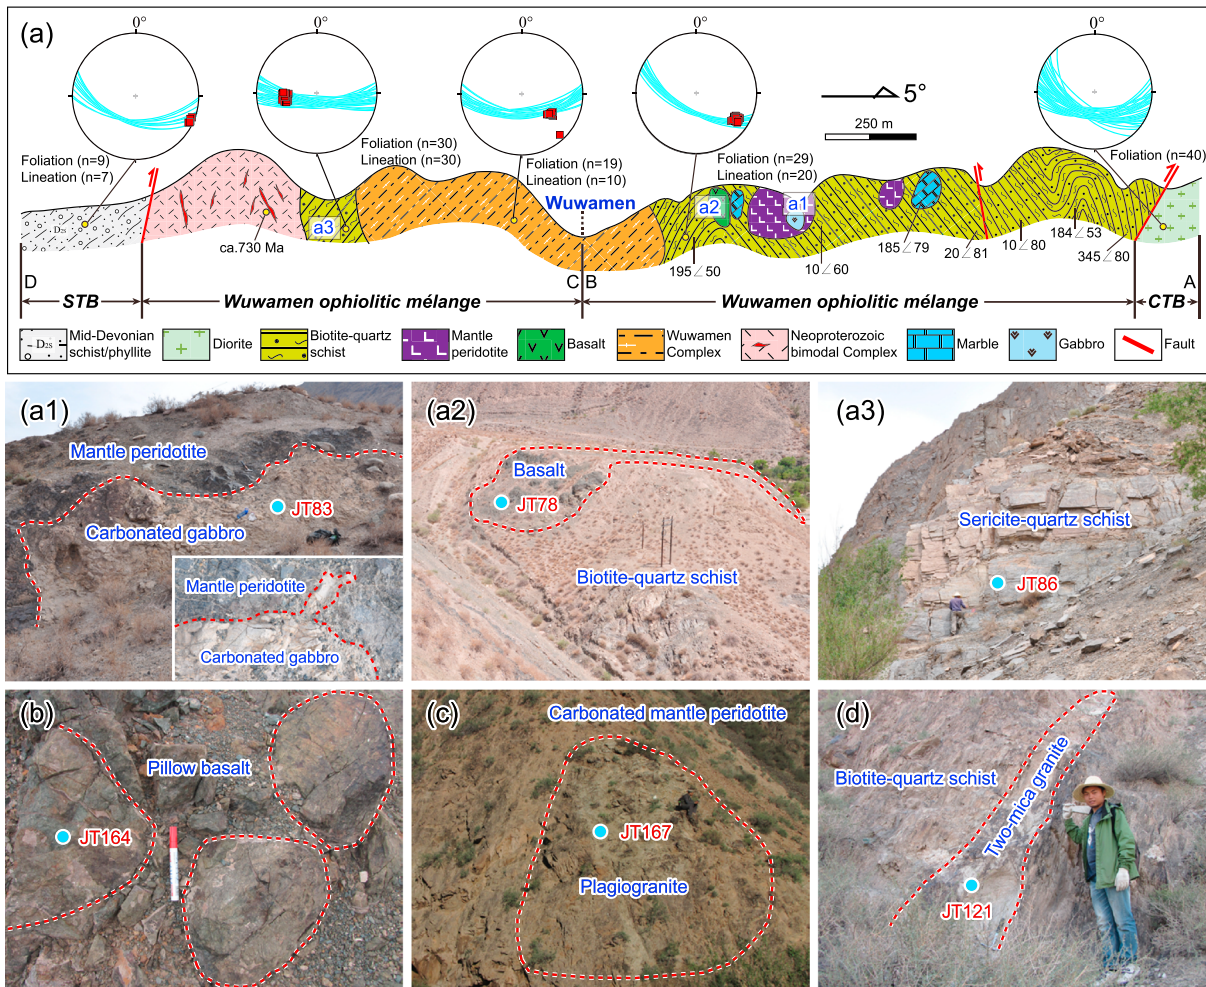 (a)
0°
0°
0°
0°
0°
5°
250 m
Foliation (n=9)
Lineation (n=7)
Foliation (n=30)
Lineation (n=30)
Foliation (n=19)
Lineation (n=10)
Foliation (n=29)
Lineation (n=20)
Foliation (n=40)
Wuwamen
a3
a2
a1
D₂s
ca.730 Ma
195∠50
10∠60
185∠79
20∠81
10∠80
184∠53
345∠80
D
C
B
A
STB
Wuwamen ophiolitic mélange
Wuwamen ophiolitic mélange
CTB
D₂s
Mid-Devonian
schist/phyllite
Diorite
Biotite-quartz
schist
Mantle
peridotite
Basalt
Wuwamen
Complex
Neoproterozoic
bimodal Complex
Marble
Gabbro
Fault
(a1)
Mantle peridotite
JT83
Carbonated gabbro
Mantle peridotite
Carbonated gabbro
(a2)
Basalt
JT78
Biotite-quartz schist
(a3)
Sericite-quartz schist
JT86
(b)
Pillow basalt
JT164
(c)
Carbonated mantle peridotite
JT167
Plagiogranite
(d)
Biotite-quartz schist
Two-mica granite
JT121